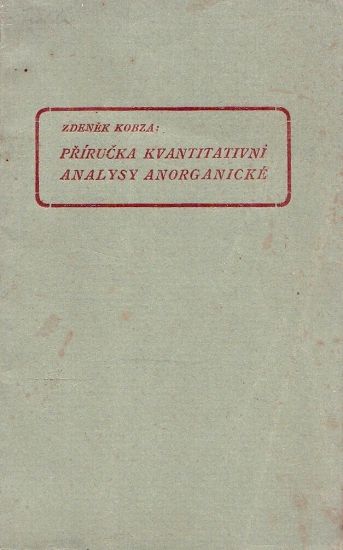 ZDENĚK KOBZA:
PŘÍRUČKA KVANTITATIVNÍ
ANALYSY ANORGANICKÉ